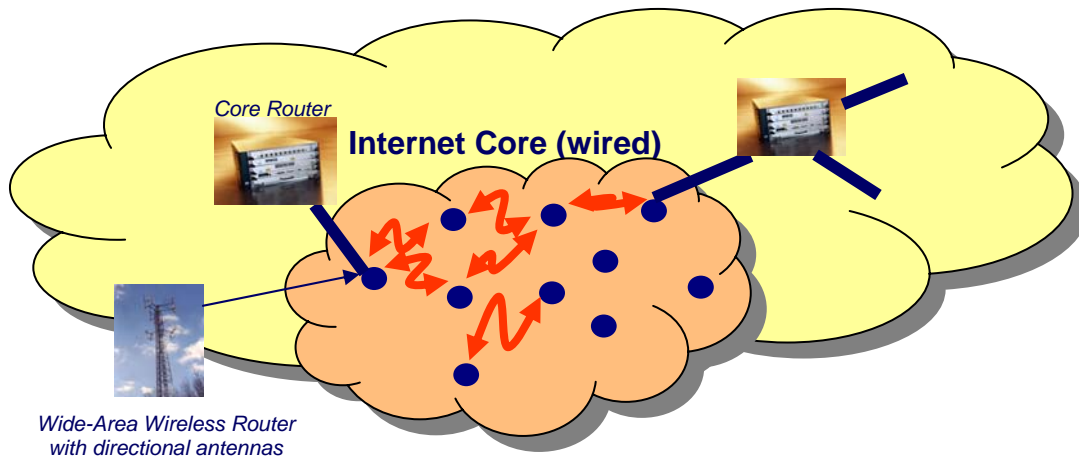 Core Router
Internet Core (wired)
Wide-Area Wireless Router
with directional antennas